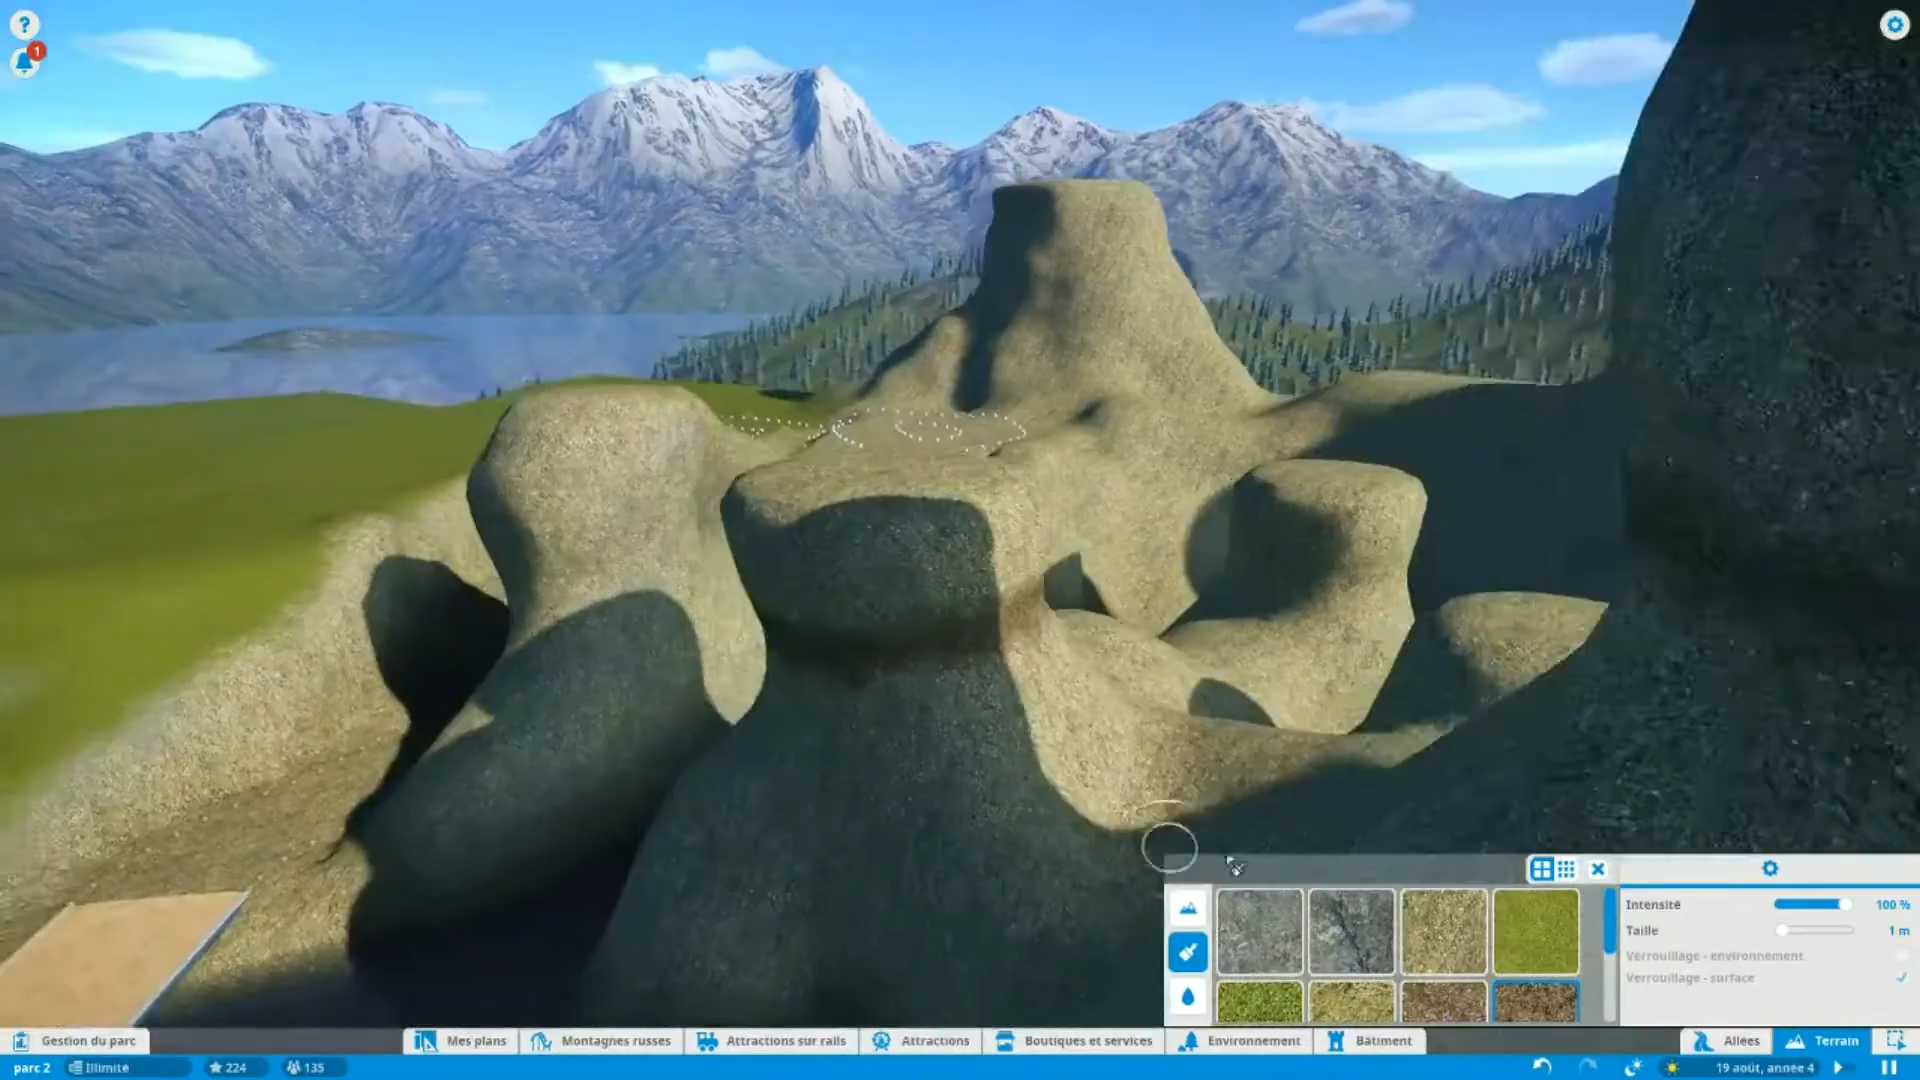 ?
1
Intensité 100 %
Taille 1 m
Verrouillage - environnement
Verrouillage - surface
Gestion du parc
Mes plans
Montagnes russes
Attractions sur rails
Attractions
Boutiques et services
Environnement
Bâtiment
Allées
Terrain
parc 2 Illimité 224 135 19 août, année 4